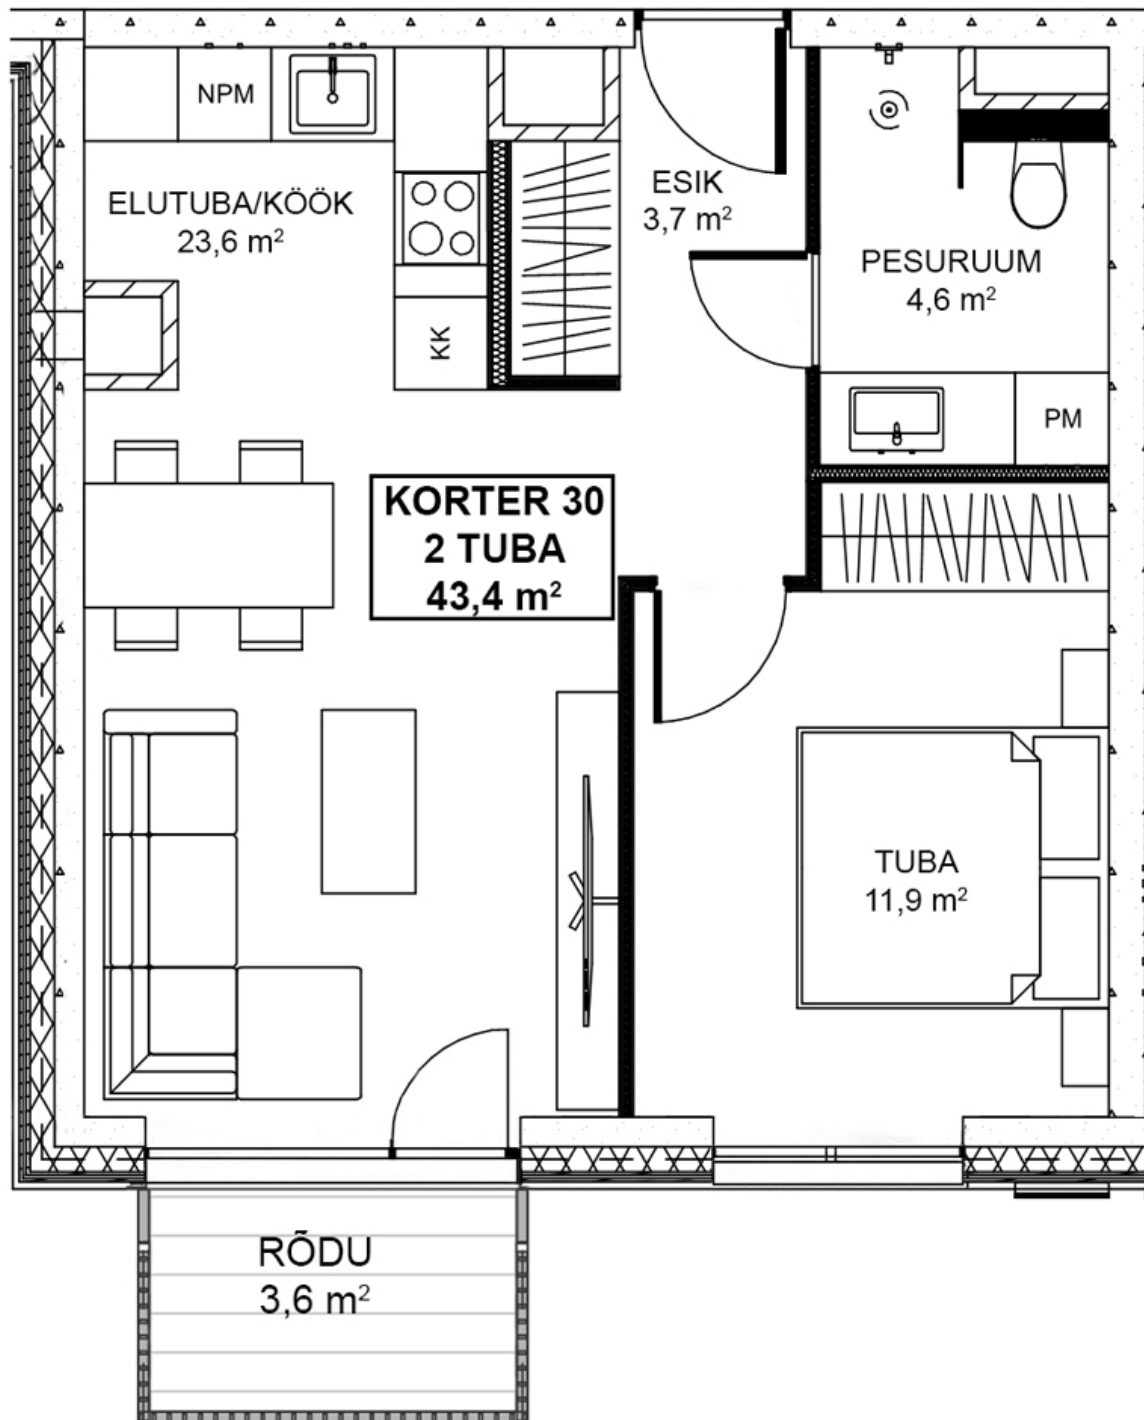 NPM
ELUTUBA/KÖÖK
23,6 m²
KK
ESIK
3,7 m²
PESURUUM
4,6 m²
PM
KORTER 30
2 TUBA
43,4 m²
TUBA
11,9 m²
RÕDU
3,6 m²